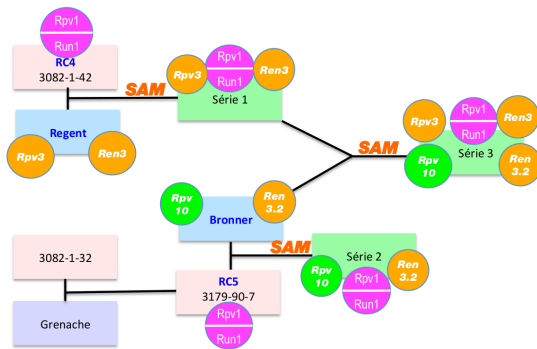 Rpv1
Run1
RC4
3082-1-42
SAM
Regent
Rpv3
Ren3
Rpv3
Rpv1
Run1
Ren3
Série 1
Rpv3
Rpv1
Run1
Ren3
SAM
Rpv
10
Série 3
Ren
3.2
Rpv
10
Ren
3.2
Bronner
SAM
Série 2
Rpv
10
Rpv1
Run1
Ren
3.2
3082-1-32
RC5
3179-90-7
Rpv1
Run1
Grenache